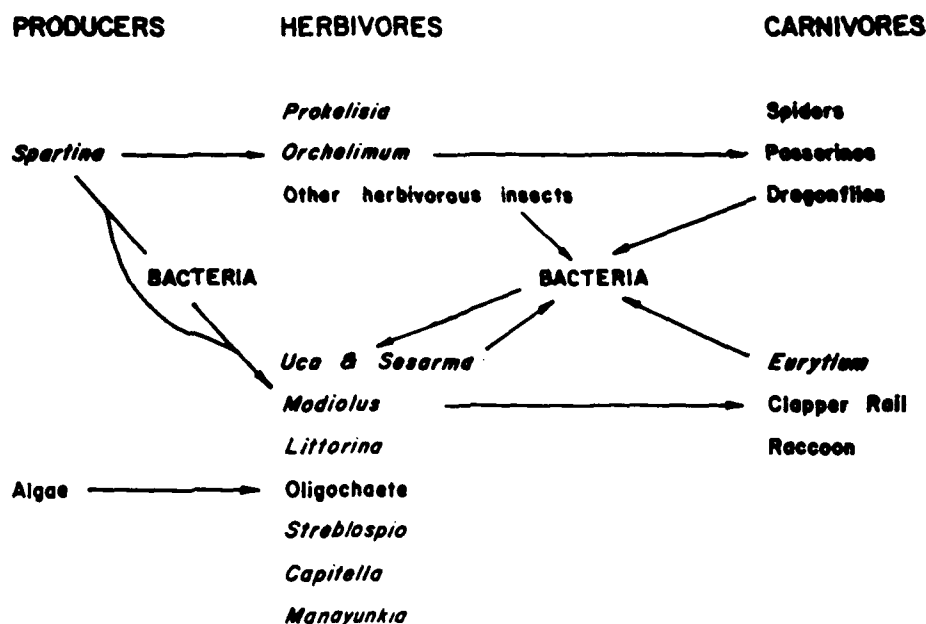 PRODUCERS HERBIVORES CARNIVORES
Prokelisia Spiders
Spartina Orchelimum Passerines
Other herbivorous insects Dragonflies
BACTERIA BACTERIA
Uca & Sesarma Eurytium
Modiolus Clapper Rail
Littorina Raccoon
Algae Oligochaete
Streblospio
Capitella
Manayunkia